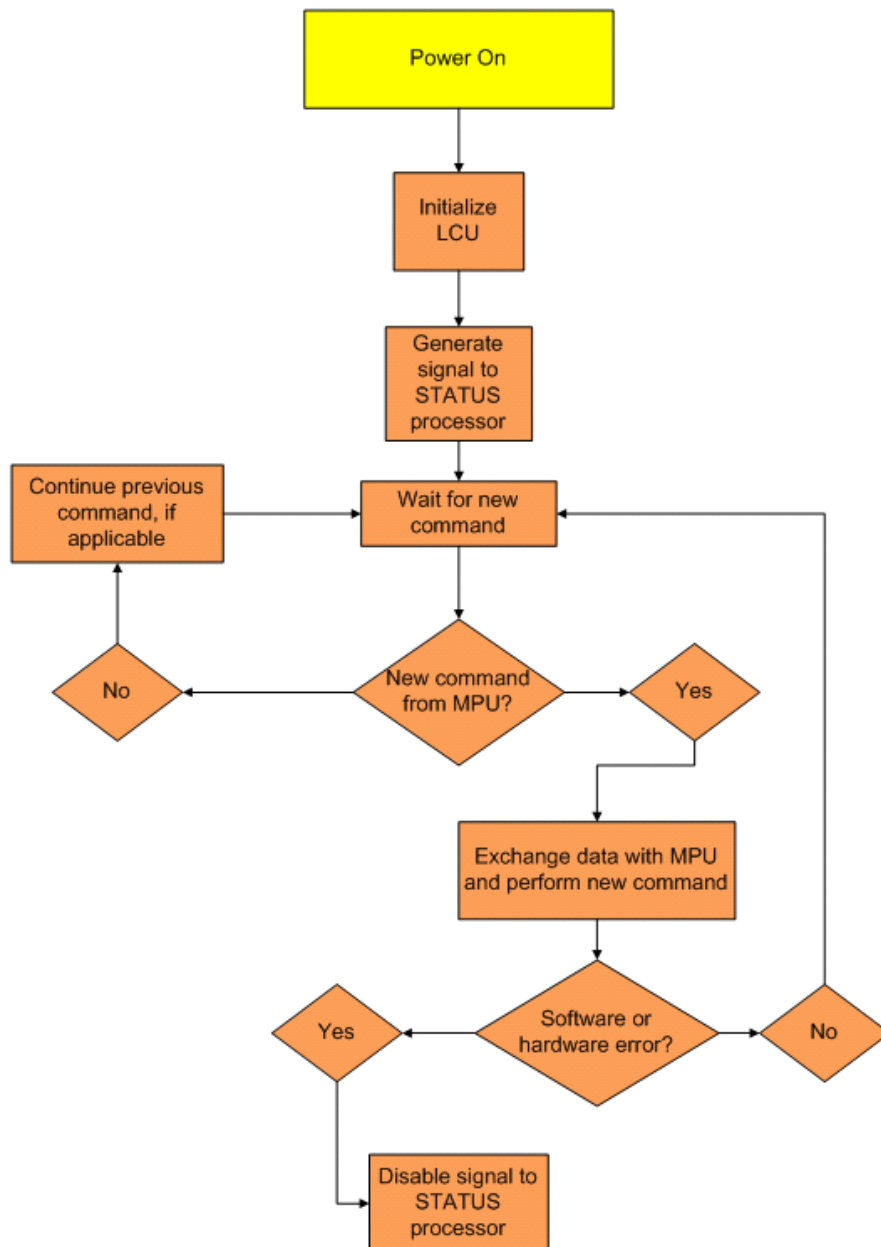 Power On
Initialize
LCU
Generate
signal to
STATUS
processor
Continue previous
command, if
applicable
Wait for new
command
No
New command
from MPU?
Yes
Exchange data with MPU
and perform new command
Yes
Software or
hardware error?
No
Disable signal to
STATUS
processor